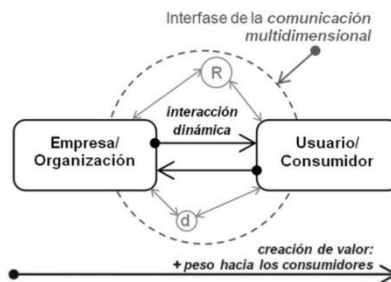 Interfase de la comunicación
multidimensional
R
interacción
dinámica
Empresa/
Organización
Usuario/
Consumidor
d
creación de valor:
+ peso hacia los consumidores